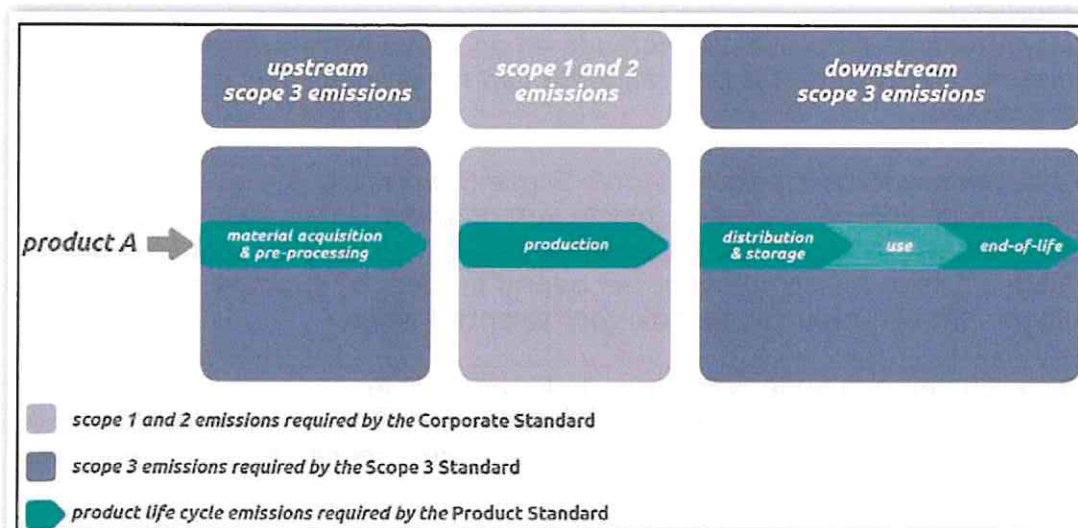 upstream
scope 3 emissions
scope 1 and 2
emissions
downstream
scope 3 emissions
product A
material acquisition
& pre-processing
production
distribution
& storage
use
end-of-life
scope 1 and 2 emissions required by the Corporate Standard
scope 3 emissions required by the Scope 3 Standard
product life cycle emissions required by the Product Standard